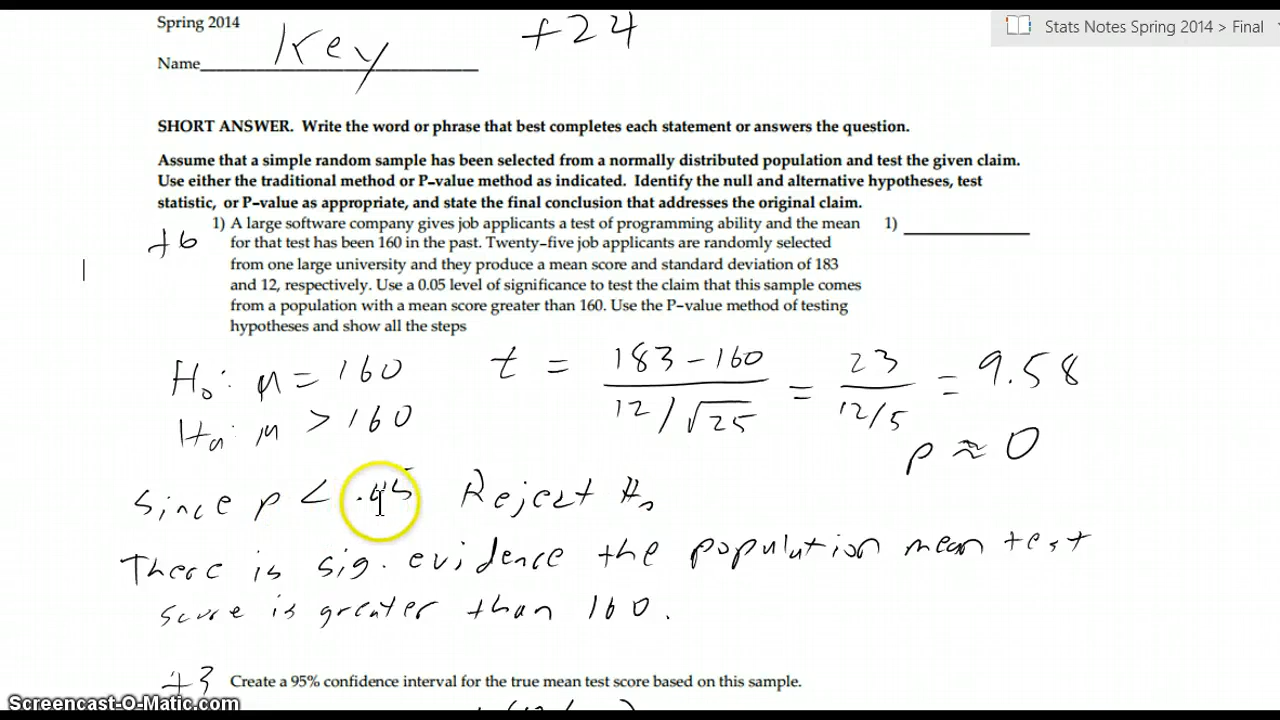 Spring 2014
+24
Stats Notes Spring 2014 > Final
Name Key
SHORT ANSWER. Write the word or phrase that best completes each statement or answers the question.
Assume that a simple random sample has been selected from a normally distributed population and test the given claim.
Use either the traditional method or P-value method as indicated. Identify the null and alternative hypotheses, test
statistic, or P-value as appropriate, and state the final conclusion that addresses the original claim.
1) A large software company gives job applicants a test of programming ability and the mean 1)
+6 for that test has been 160 in the past. Twenty-five job applicants are randomly selected
from one large university and they produce a mean score and standard deviation of 183
and 12, respectively. Use a 0.05 level of significance to test the claim that this sample comes
from a population with a mean score greater than 160. Use the P-value method of testing
hypotheses and show all the steps
H₀: μ = 160
Hₐ: μ > 160
t = (183 - 160) / (12/√25) = 23 / (12/5) = 9.58
p ≈ 0
Since p < Reject H₀
There is sig. evidence the population mean test
score is greater than 160.
+3 Create a 95% confidence interval for the true mean test score based on this sample.
Screencast-O-Matic.com